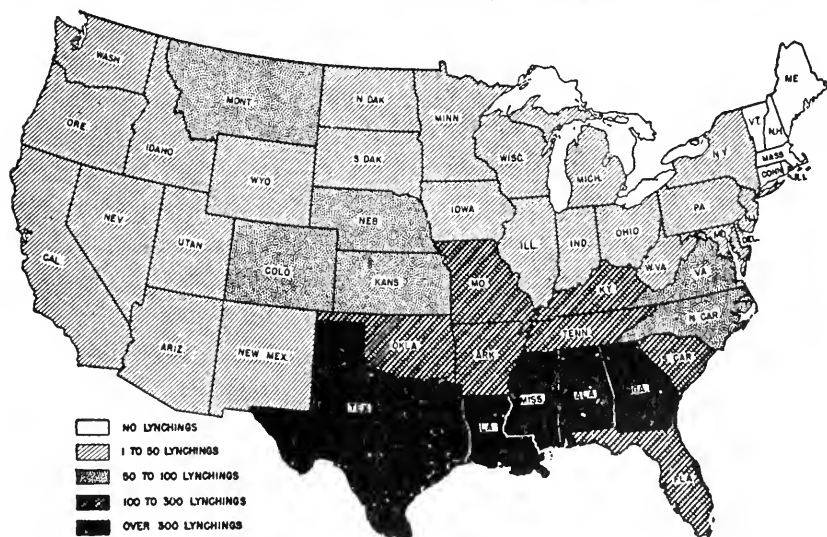 ME
WASH
VT.
N.H.
MONT.
N DAK
MINN
ORE
N.Y.
MASS
IDAHO
WISC.
CONN
S DAK
MICH.
WYO
PA.
IOWA
NEB
OHIO
NEV
ILL.
IND.
MD
DEL.
UTAH
W.VA
CAL
COLO
VA.
KANS
MO.
KY.
N. CAR
TENN.
ARIZ
NEW MEX.
OKLA
ARK
S. CAR.
MISS.
ALA
GA.
TEX
LA
FLA
NO LYNCHINGS
1 TO 50 LYNCHINGS
50 TO 100 LYNCHINGS
100 TO 300 LYNCHINGS
OVER 300 LYNCHINGS